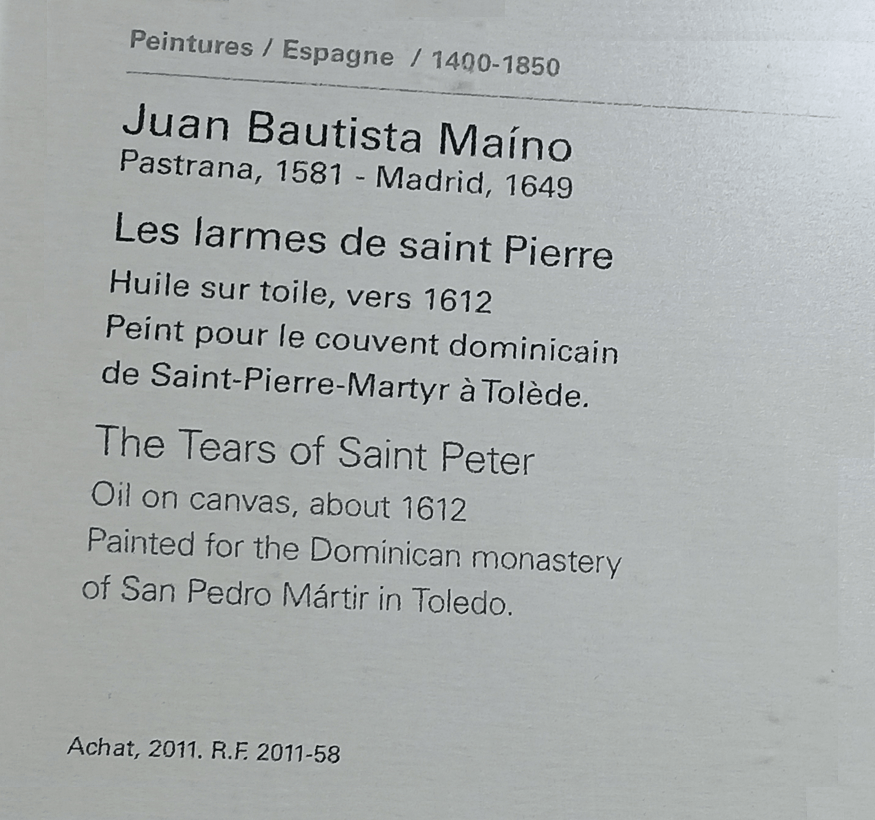 Peintures / Espagne / 1400-1850
Juan Bautista Maíno
Pastrana, 1581 - Madrid, 1649
Les larmes de saint Pierre
Huile sur toile, vers 1612
Peint pour le couvent dominicain
de Saint-Pierre-Martyr à Tolède.
The Tears of Saint Peter
Oil on canvas, about 1612
Painted for the Dominican monastery
of San Pedro Mártir in Toledo.
Achat, 2011. R.F. 2011-58